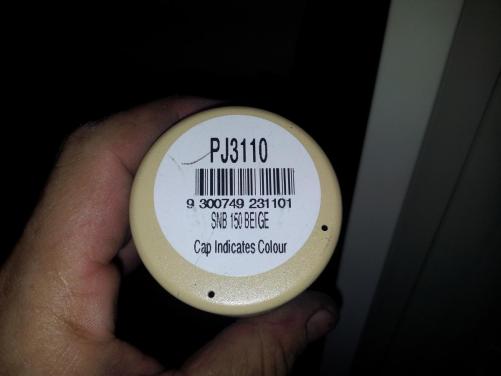 PJ3110
9 300749 231101
SNB 150 BEIGE
Cap Indicates Colour